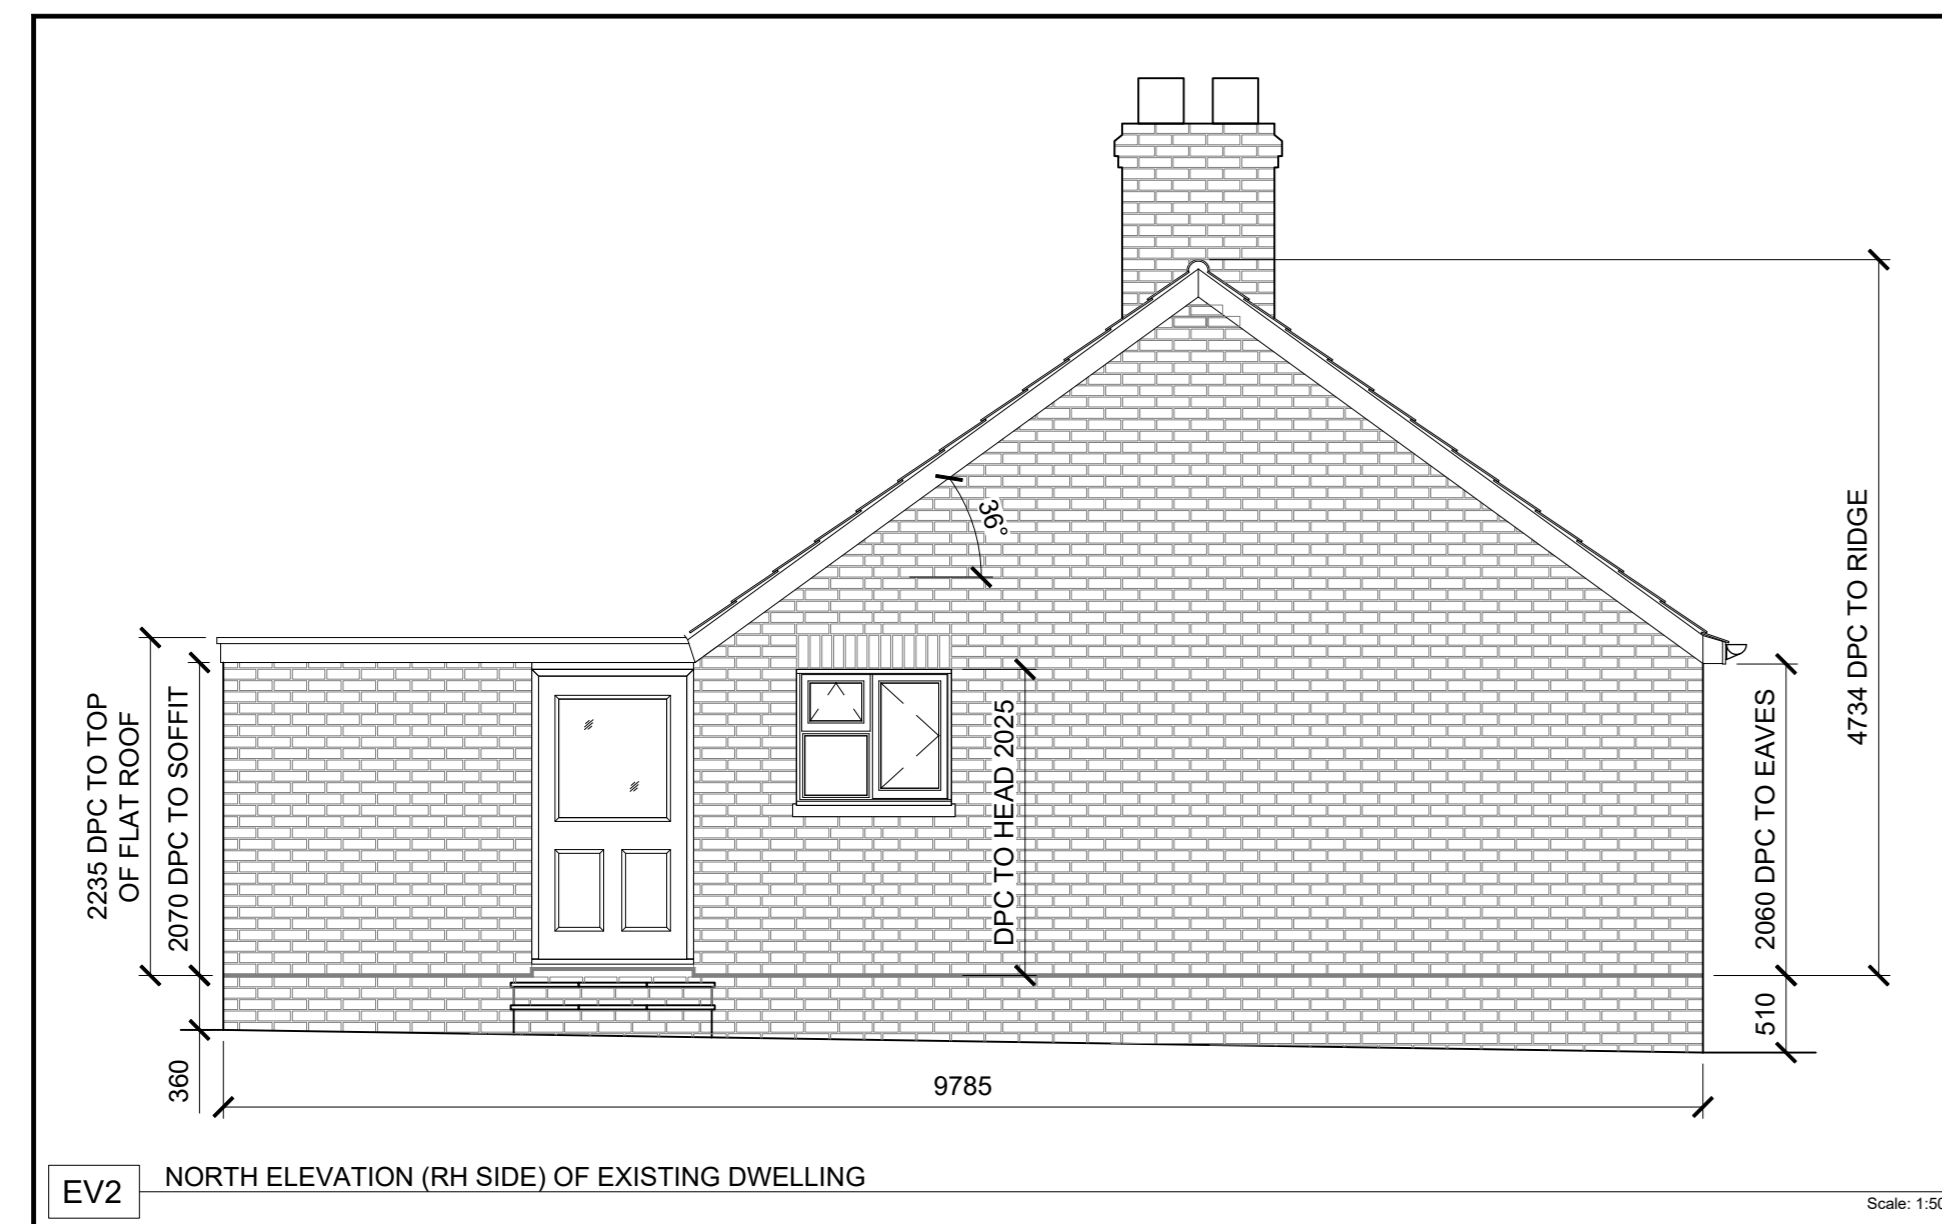 36°
4734 DPC TO RIDGE
2235 DPC TO TOP
OF FLAT ROOF
2070 DPC TO SOFFIT
DPC TO HEAD 2025
2060 DPC TO EAVES
360
510
9785
EV2
NORTH ELEVATION (RH SIDE) OF EXISTING DWELLING
Scale: 1:50